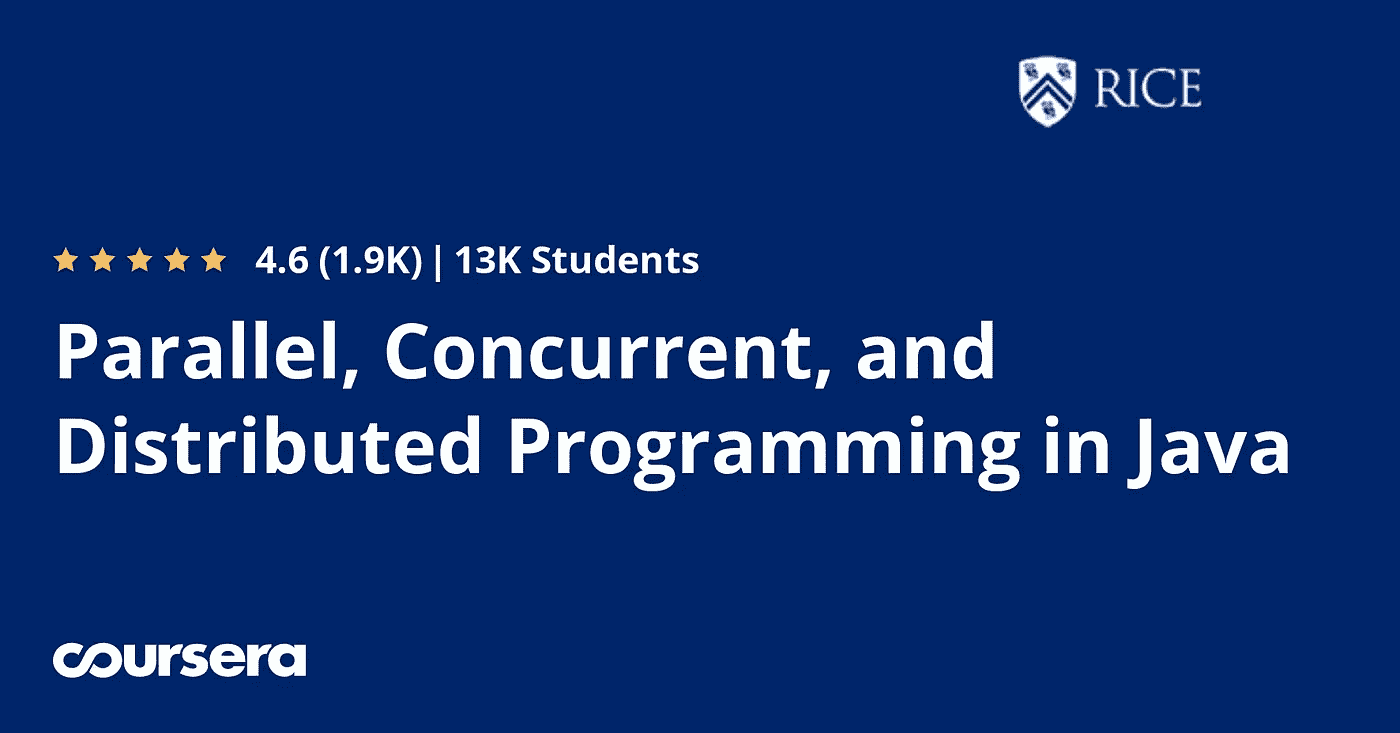 RICE
4.6 (1.9K) | 13K Students
Parallel, Concurrent, and
Distributed Programming in Java
coursera